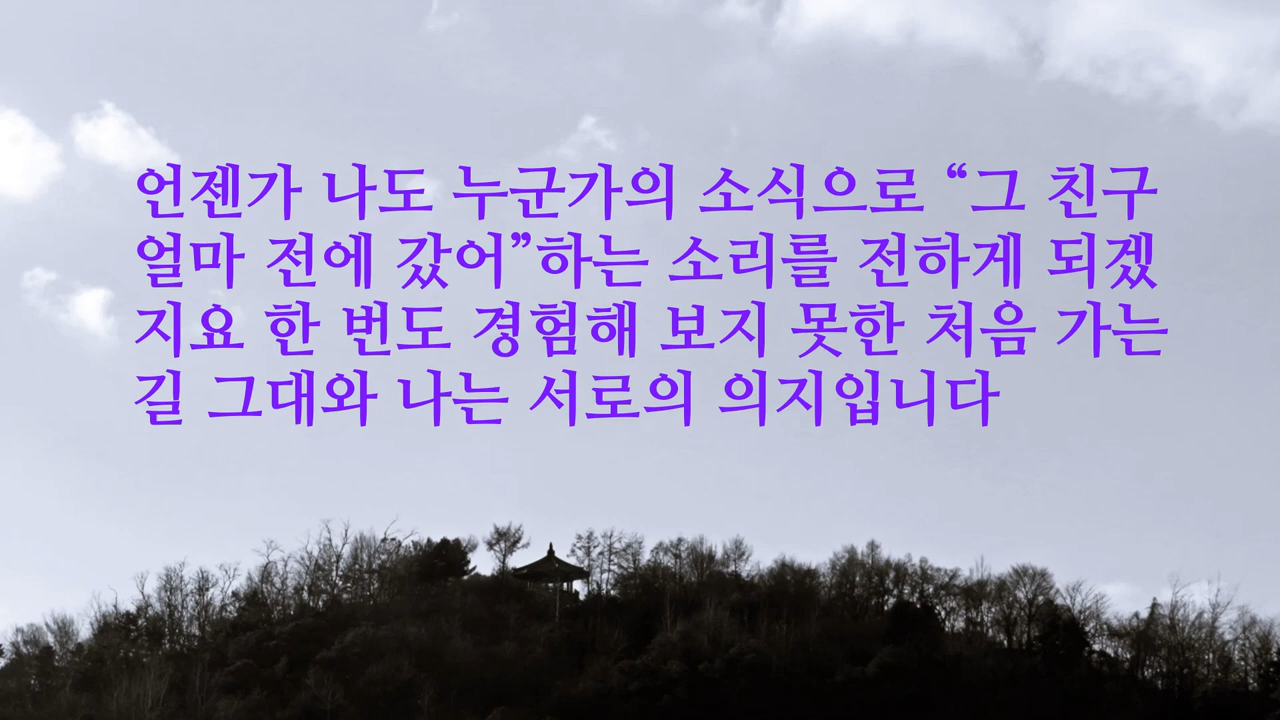 언젠가 나도 누군가의 소식으로 “그 친구
얼마 전에 갔어”하는 소리를 전하게 되겠
지요 한 번도 경험해 보지 못한 처음 가는
길 그대와 나는 서로의 의지입니다